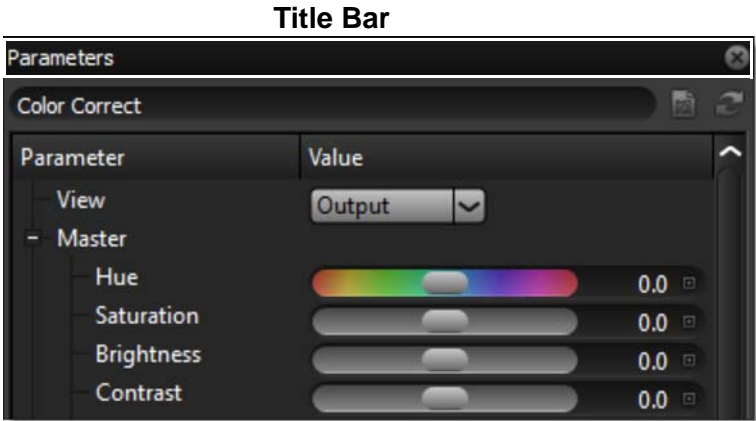 Title Bar
Parameters
Color Correct
Parameter Value
View Output
Master
Hue 0.0
Saturation 0.0
Brightness 0.0
Contrast 0.0